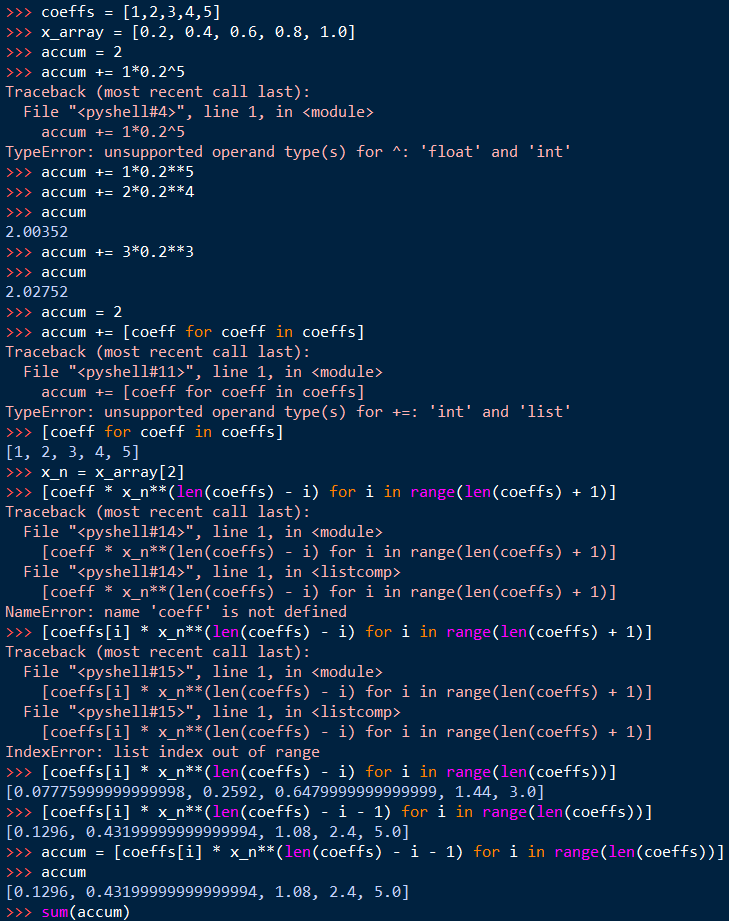 >>> coeffs = [1,2,3,4,5]
>>> x_array = [0.2, 0.4, 0.6, 0.8, 1.0]
>>> accum = 2
>>> accum += 1*0.2^5
Traceback (most recent call last):
  File "<pyshell#4>", line 1, in <module>
    accum += 1*0.2^5
TypeError: unsupported operand type(s) for ^: 'float' and 'int'
>>> accum += 1*0.2**5
>>> accum += 2*0.2**4
>>> accum
2.00352
>>> accum += 3*0.2**3
>>> accum
2.02752
>>> accum = 2
>>> accum += [coeff for coeff in coeffs]
Traceback (most recent call last):
  File "<pyshell#11>", line 1, in <module>
    accum += [coeff for coeff in coeffs]
TypeError: unsupported operand type(s) for +=: 'int' and 'list'
>>> [coeff for coeff in coeffs]
[1, 2, 3, 4, 5]
>>> x_n = x_array[2]
>>> [coeff * x_n**(len(coeffs) - i) for i in range(len(coeffs) + 1)]
Traceback (most recent call last):
  File "<pyshell#14>", line 1, in <module>
    [coeff * x_n**(len(coeffs) - i) for i in range(len(coeffs) + 1)]
  File "<pyshell#14>", line 1, in <listcomp>
    [coeff * x_n**(len(coeffs) - i) for i in range(len(coeffs) + 1)]
NameError: name 'coeff' is not defined
>>> [coeffs[i] * x_n**(len(coeffs) - i) for i in range(len(coeffs) + 1)]
Traceback (most recent call last):
  File "<pyshell#15>", line 1, in <module>
    [coeffs[i] * x_n**(len(coeffs) - i) for i in range(len(coeffs) + 1)]
  File "<pyshell#15>", line 1, in <listcomp>
    [coeffs[i] * x_n**(len(coeffs) - i) for i in range(len(coeffs) + 1)]
IndexError: list index out of range
>>> [coeffs[i] * x_n**(len(coeffs) - i) for i in range(len(coeffs))]
[0.07775999999999998, 0.2592, 0.6479999999999999, 1.44, 3.0]
>>> [coeffs[i] * x_n**(len(coeffs) - i - 1) for i in range(len(coeffs))]
[0.1296, 0.43199999999999994, 1.08, 2.4, 5.0]
>>> accum = [coeffs[i] * x_n**(len(coeffs) - i - 1) for i in range(len(coeffs))]
>>> accum
[0.1296, 0.43199999999999994, 1.08, 2.4, 5.0]
>>> sum(accum)